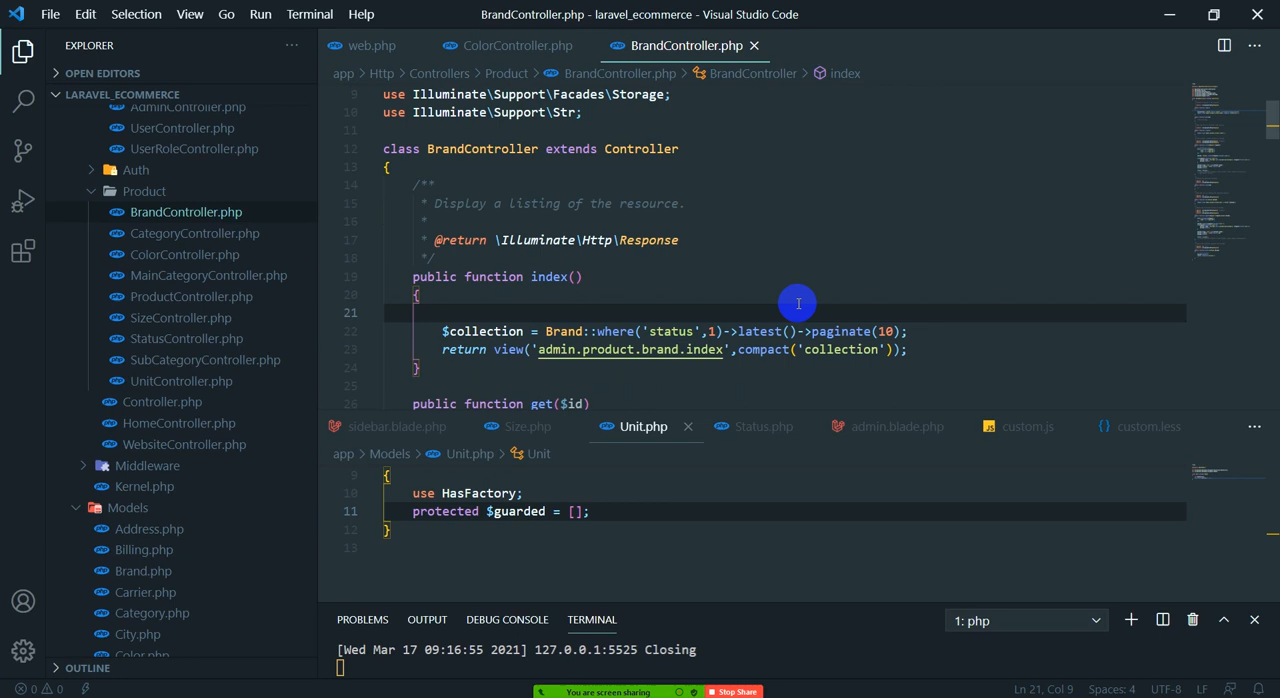 File Edit Selection View Go Run Terminal Help
BrandController.php - laravel_ecommerce - Visual Studio Code
EXPLORER
OPEN EDITORS
LARAVEL_ECOMMERCE
AdminController.php
UserController.php
UserRoleController.php
Auth
Product
BrandController.php
CategoryController.php
ColorController.php
MainCategoryController.php
ProductController.php
SizeController.php
StatusController.php
SubCategoryController.php
UnitController.php
Controller.php
HomeController.php
WebsiteController.php
Middleware
Kernel.php
Models
Address.php
Billing.php
Brand.php
Carrier.php
Category.php
City.php
Color.php
OUTLINE
web.php ColorController.php BrandController.php
app > Http > Controllers > Product > BrandController.php > BrandController > index
9 use Illuminate\Support\Facades\Storage;
10 use Illuminate\Support\Str;
11
12 class BrandController extends Controller
13 {
14 /**
15 * Display a listing of the resource.
16 *
17 * @return \Illuminate\Http\Response
18 */
19 public function index()
20 {
21
22 $collection = Brand::where('status',1)->latest()->paginate(10);
23 return view('admin.product.brand.index',compact('collection'));
24 }
25
26 public function get($id)
sidebar.blade.php Size.php Unit.php Status.php admin.blade.php custom.js custom.less
app > Models > Unit.php > Unit
9 {
10 use HasFactory;
11 protected $guarded = [];
12 }
13
PROBLEMS OUTPUT DEBUG CONSOLE TERMINAL
1: php
[Wed Mar 17 09:16:55 2021] 127.0.0.1:5525 Closing
0 0
You are screen sharing Stop Share
Ln 21, Col 9 Spaces: 4 UTF-8 LF PHP